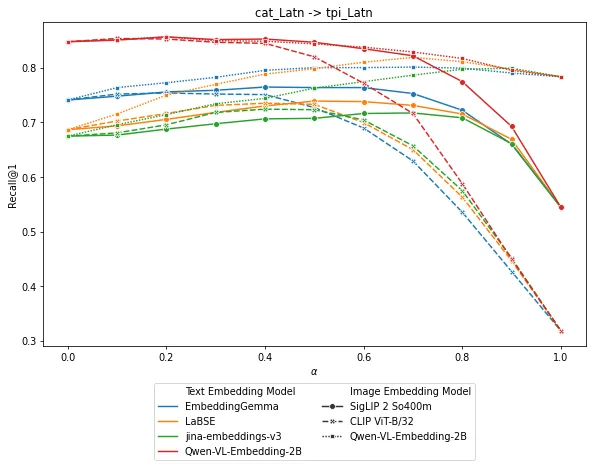 cat_Latn -> tpi_Latn
Recall@1
0.8
0.7
0.6
0.5
0.4
0.3
0.0
0.2
0.4
0.6
0.8
1.0
α
Text Embedding Model
EmbeddingGemma
LaBSE
jina-embeddings-v3
Qwen-VL-Embedding-2B
Image Embedding Model
SigLIP 2 So400m
CLIP ViT-B/32
Qwen-VL-Embedding-2B